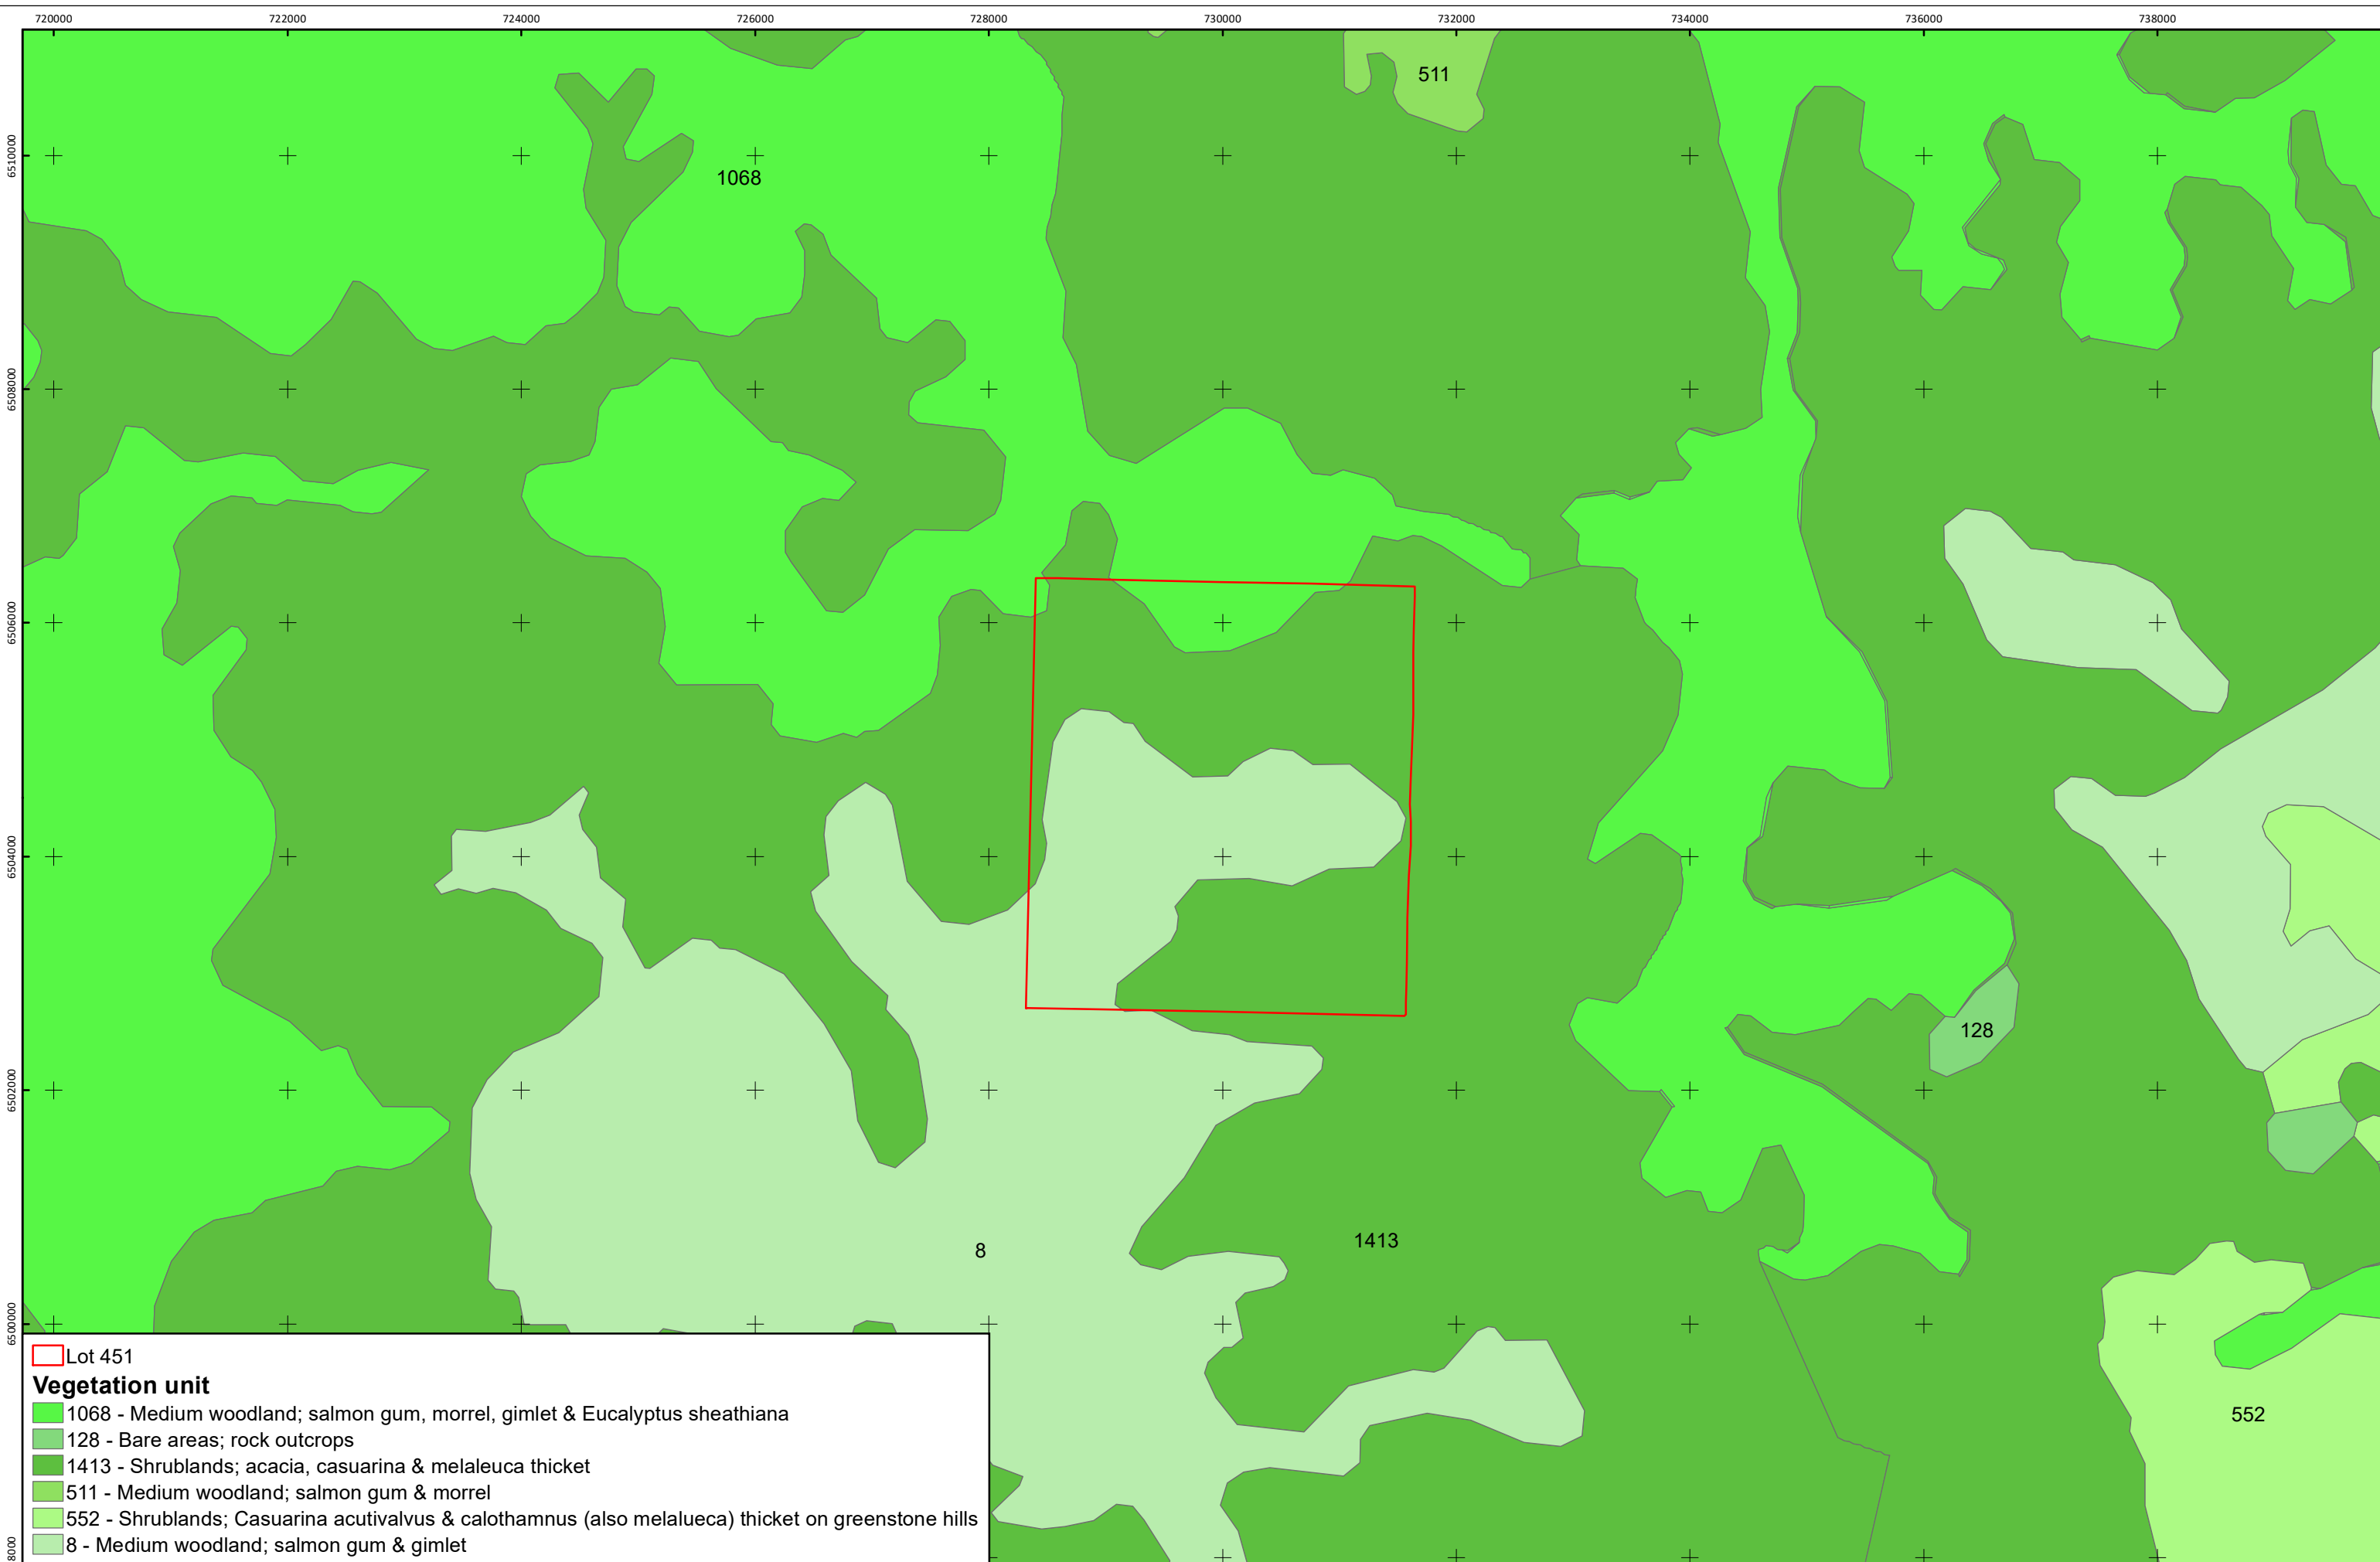 720000 722000 724000 726000 728000 730000 732000 734000 736000 738000
511
6510000
1068
6508000
6506000
6504000
128
6502000
1413
8
6500000
552
8000
Lot 451
Vegetation unit
1068 - Medium woodland; salmon gum, morrel, gimlet & Eucalyptus sheathiana
128 - Bare areas; rock outcrops
1413 - Shrublands; acacia, casuarina & melaleuca thicket
511 - Medium woodland; salmon gum & morrel
552 - Shrublands; Casuarina acutivalvus & calothamnus (also melalueca) thicket on greenstone hills
8 - Medium woodland; salmon gum & gimlet